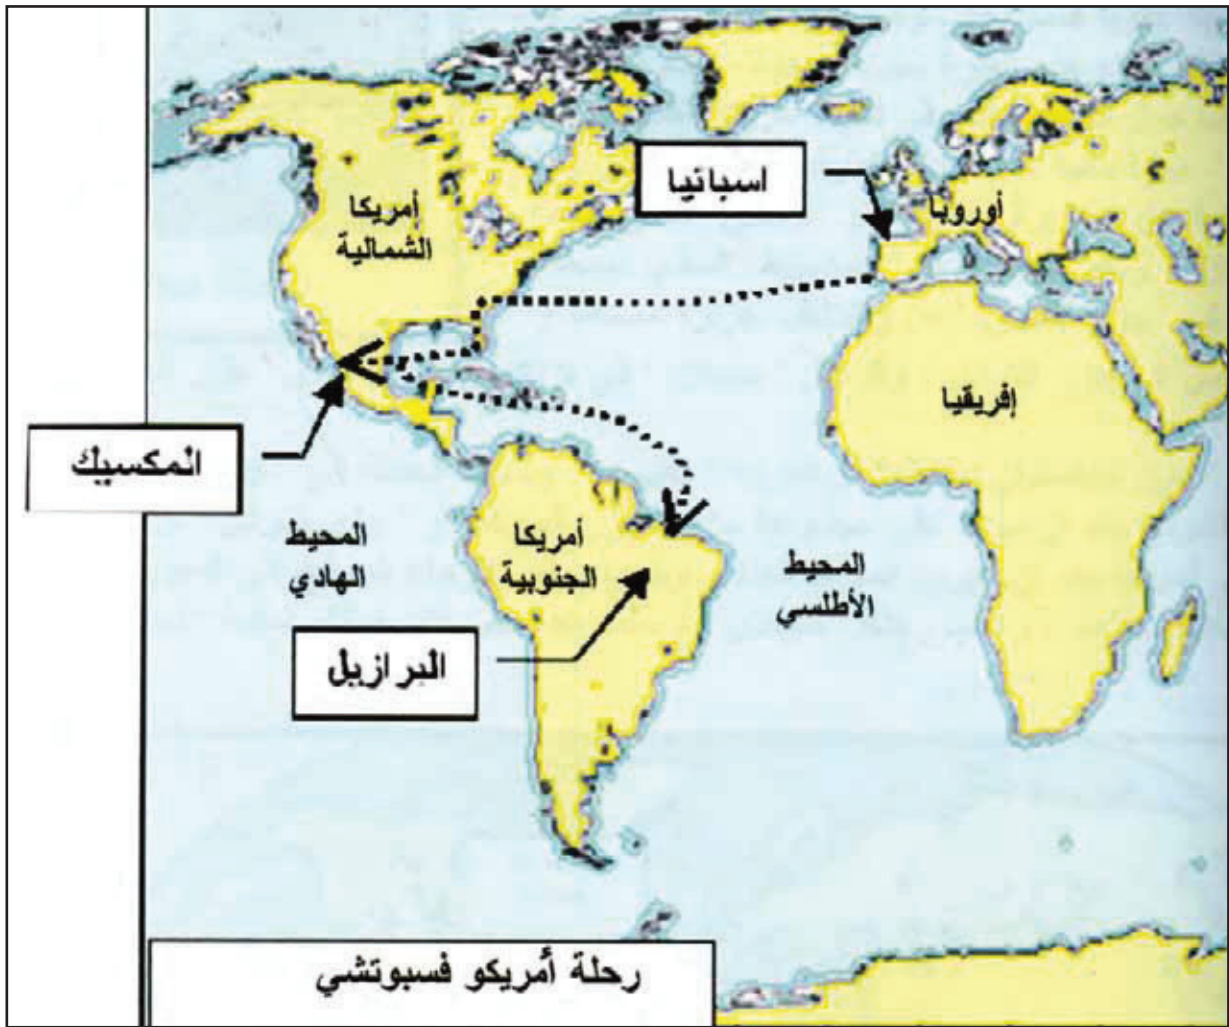 اسبانيا
أوروبا
أمريكا
الشمالية
إفريقيا
المكسيك
المحيط
الهادي
أمريكا
الجنوبية
المحيط
الأطلسي
البرازيل
رحلة أمريكو فسبوتشي